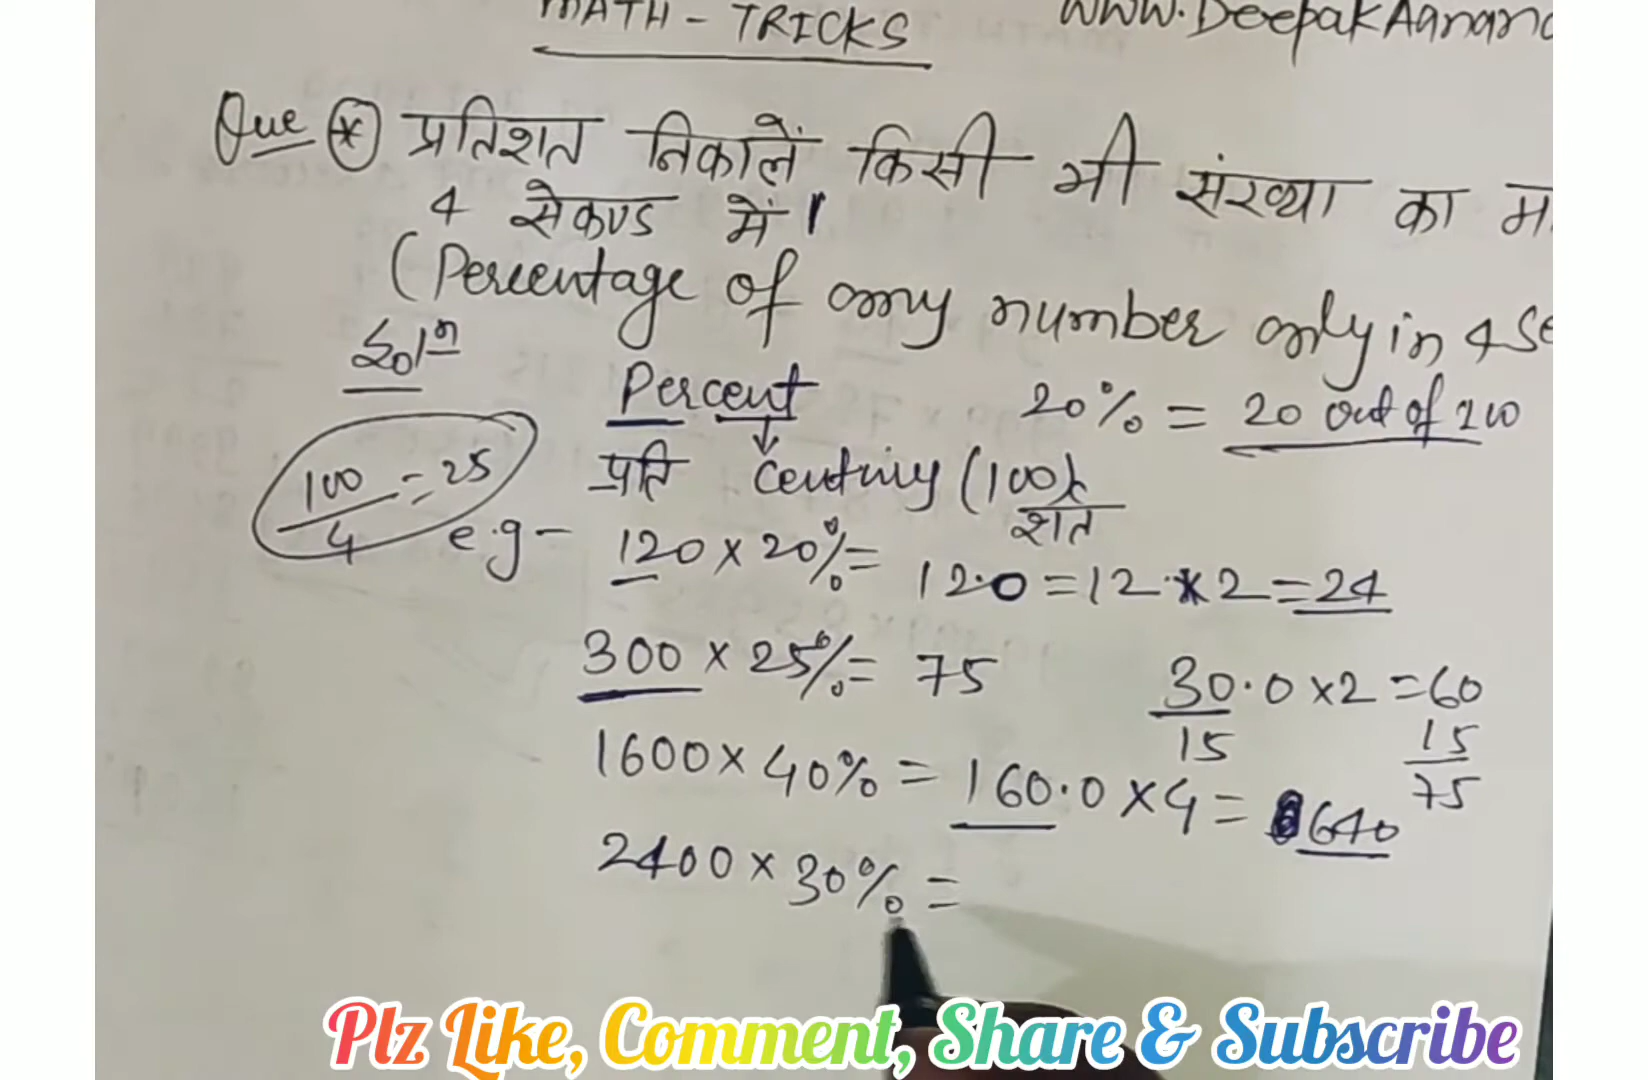 MATH - TRICKS
www.DeepakAanand
Que * प्रतिशत निकालें किसी भी संख्या का
4 सेकण्ड में।
(Percentage of any number only in 4 Se
Solⁿ
Percent
20% = 20 out of 100
प्रति Century (100)
शत
100/4 = 25
e.g - 120 x 20% = 12.0 = 12 x 2 = 24
300 x 25% = 75
30.0 x 2 = 60
15 15
75
1600 x 40% = 160.0 x 4 = 640
2400 x 30% =
Plz Like, Comment, Share & Subscribe